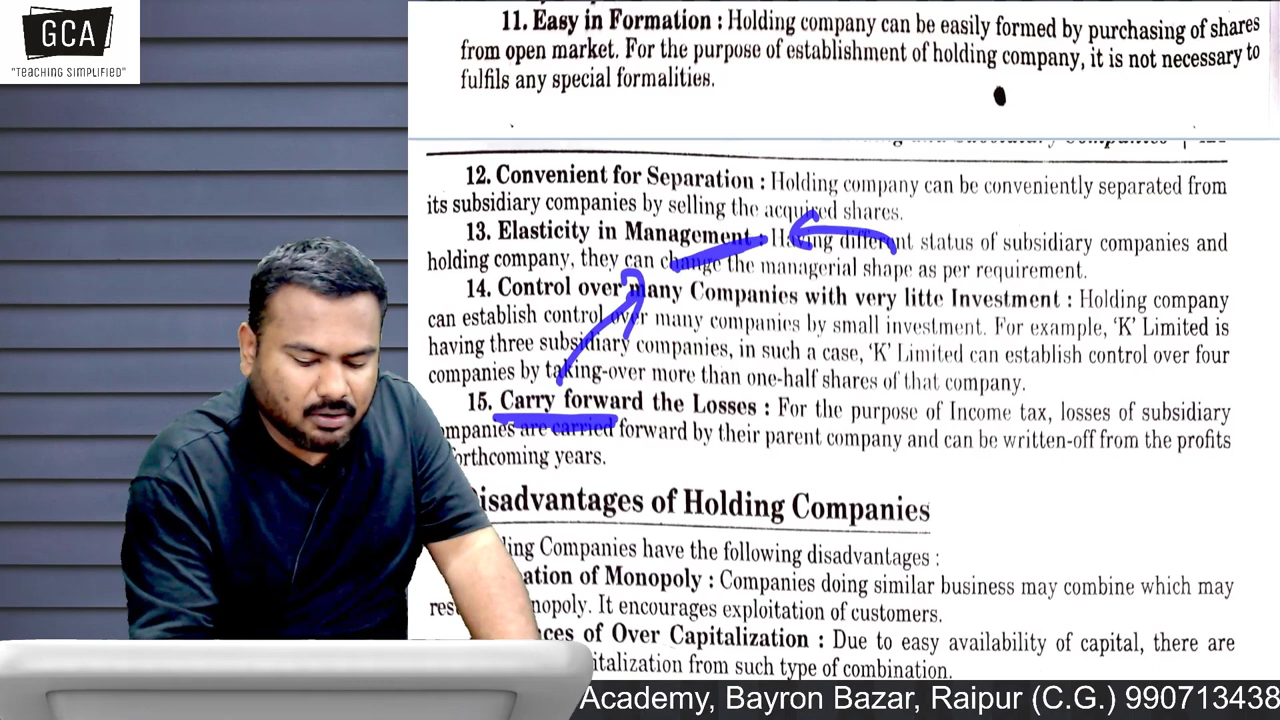 GCA
"TEACHING SIMPLIFIED"
11. Easy in Formation : Holding company can be easily formed by purchasing of shares
from open market. For the purpose of establishment of holding company, it is not necessary to
fulfils any special formalities.
12. Convenient for Separation : Holding company can be conveniently separated from
its subsidiary companies by selling the acquired shares.
13. Elasticity in Management : Having different status of subsidiary companies and
holding company, they can change the managerial shape as per requirement.
14. Control over many Companies with very litte Investment : Holding company
can establish control over many companies by small investment. For example, 'K' Limited is
having three subsidiary companies, in such a case, 'K' Limited can establish control over four
companies by taking-over more than one-half shares of that company.
15. Carry forward the Losses : For the purpose of Income tax, losses of subsidiary
ompanies are carried forward by their parent company and can be written-off from the profits
orthcoming years.
isadvantages of Holding Companies
ling Companies have the following disadvantages :
ation of Monopoly : Companies doing similar business may combine which may
res nopoly. It encourages exploitation of customers.
ces of Over Capitalization : Due to easy availability of capital, there are
italization from such type of combination.
Academy, Bayron Bazar, Raipur (C.G.) 990713438